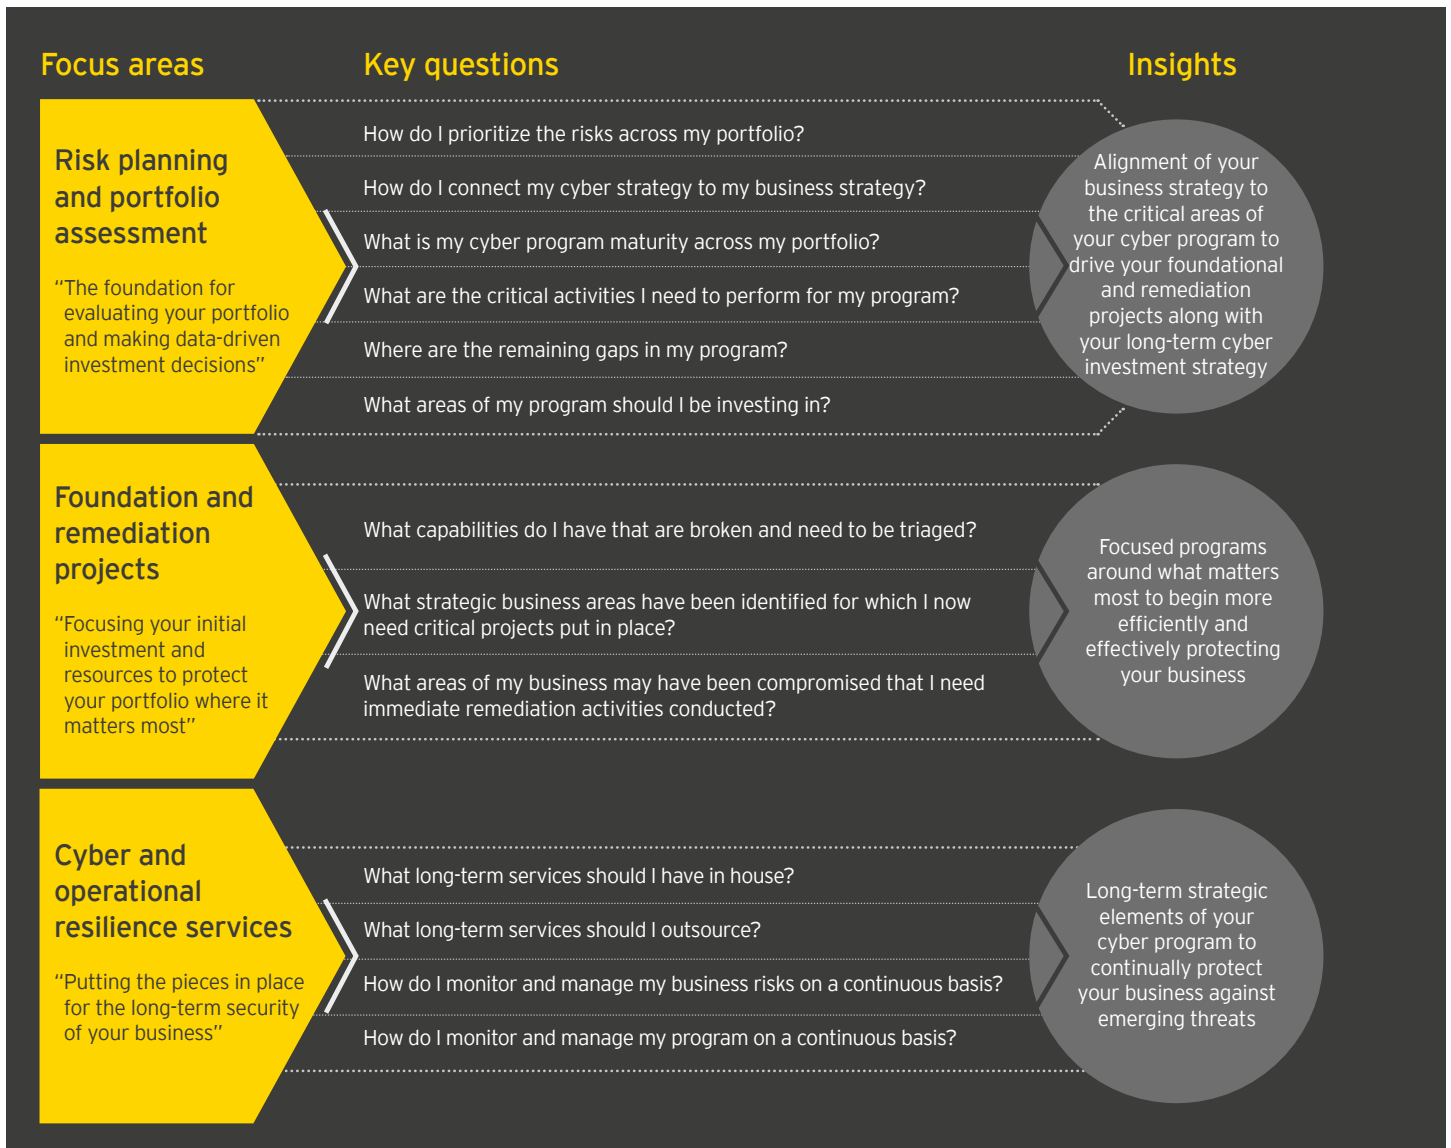 Focus areas
Key questions
Insights
Risk planning
and portfolio
assessment
“The foundation for
evaluating your portfolio
and making data-driven
investment decisions”
How do I prioritize the risks across my portfolio?
How do I connect my cyber strategy to my business strategy?
What is my cyber program maturity across my portfolio?
What are the critical activities I need to perform for my program?
Where are the remaining gaps in my program?
What areas of my program should I be investing in?
Alignment of your
business strategy to
the critical areas of
your cyber program to
drive your foundational
and remediation
projects along with
your long-term cyber
investment strategy
Foundation and
remediation
projects
“Focusing your initial
investment and
resources to protect
your portfolio where it
matters most”
What capabilities do I have that are broken and need to be triaged?
What strategic business areas have been identified for which I now
need critical projects put in place?
What areas of my business may have been compromised that I need
immediate remediation activities conducted?
Focused programs
around what matters
most to begin more
efficiently and
effectively protecting
your business
Cyber and
operational
resilience services
“Putting the pieces in place
for the long-term security
of your business”
What long-term services should I have in house?
What long-term services should I outsource?
How do I monitor and manage my business risks on a continuous basis?
How do I monitor and manage my program on a continuous basis?
Long-term strategic
elements of your
cyber program to
continually protect
your business against
emerging threats